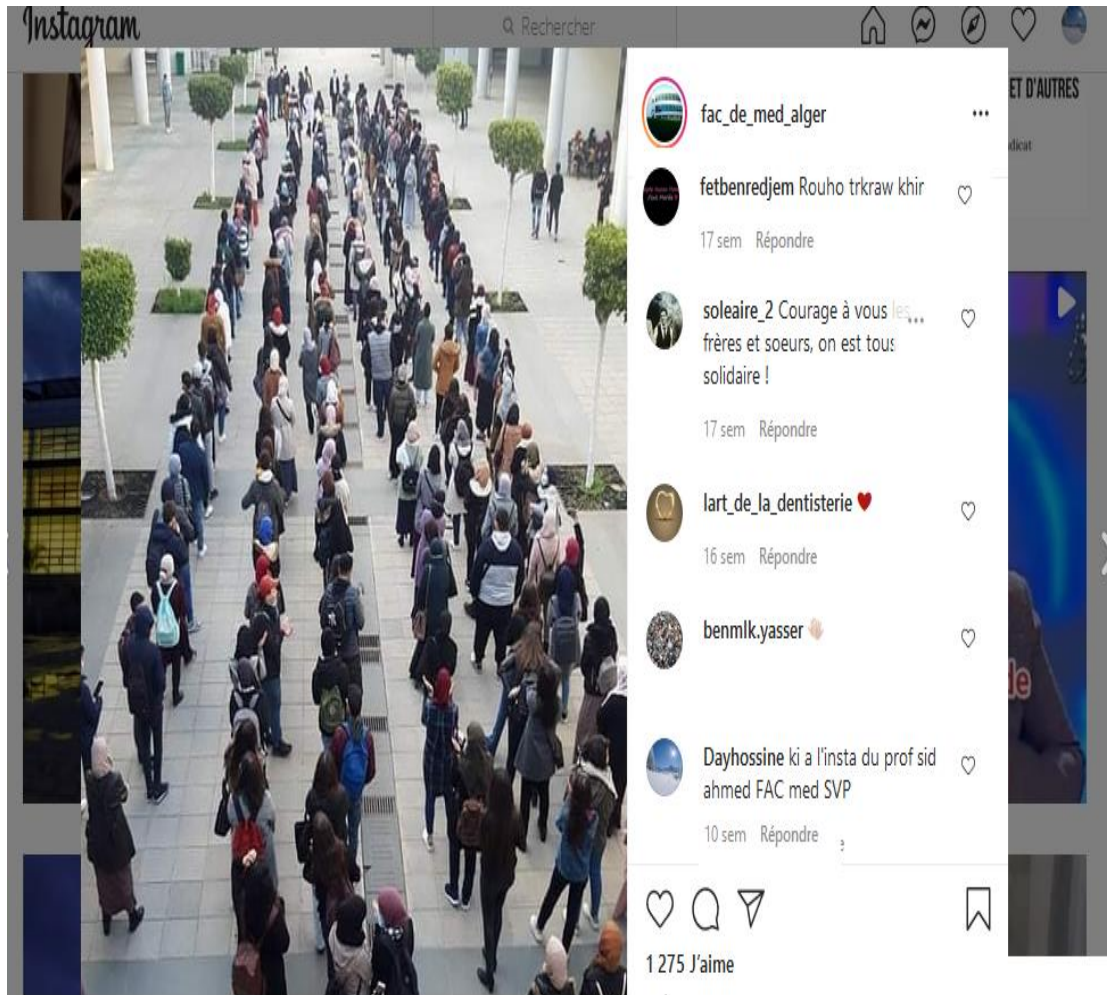 Instagram
Rechercher
ET D'AUTRES
dicat
fac_de_med_alger
fetbenredjem Rouho trkraw khir
17 sem Répondre
soleaire_2 Courage à vous les
frères et soeurs, on est tous
solidaire !
17 sem Répondre
lart_de_la_dentisterie ♥
16 sem Répondre
benmlk.yasser 👋🏻
Dayhossine ki a l'insta du prof sid
ahmed FAC med SVP
10 sem Répondre
de
1 275 J'aime